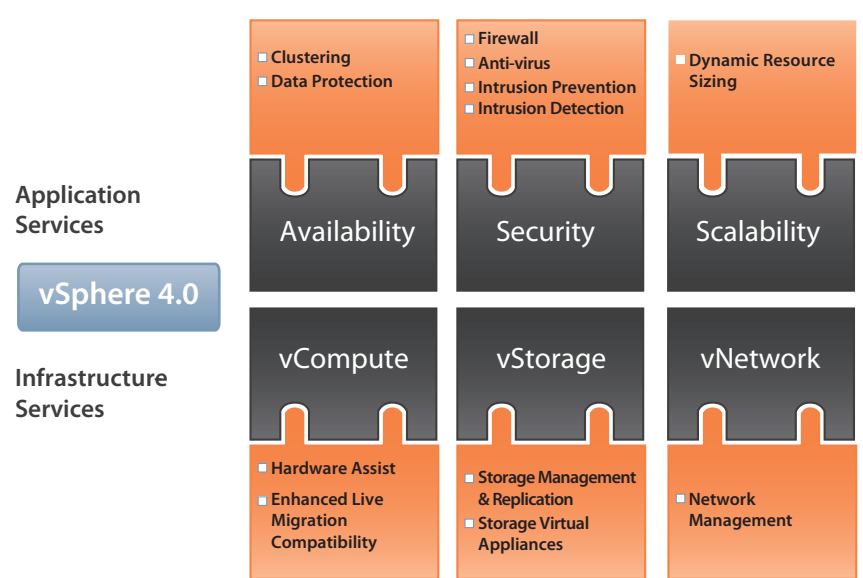 Clustering
Data Protection
Firewall
Anti-virus
Intrusion Prevention
Intrusion Detection
Dynamic Resource
Sizing
Application
Services
Availability
Security
Scalability
vSphere 4.0
vCompute
vStorage
vNetwork
Infrastructure
Services
Hardware Assist
Enhanced Live
Migration
Compatibility
Storage Management
& Replication
Storage Virtual
Appliances
Network
Management